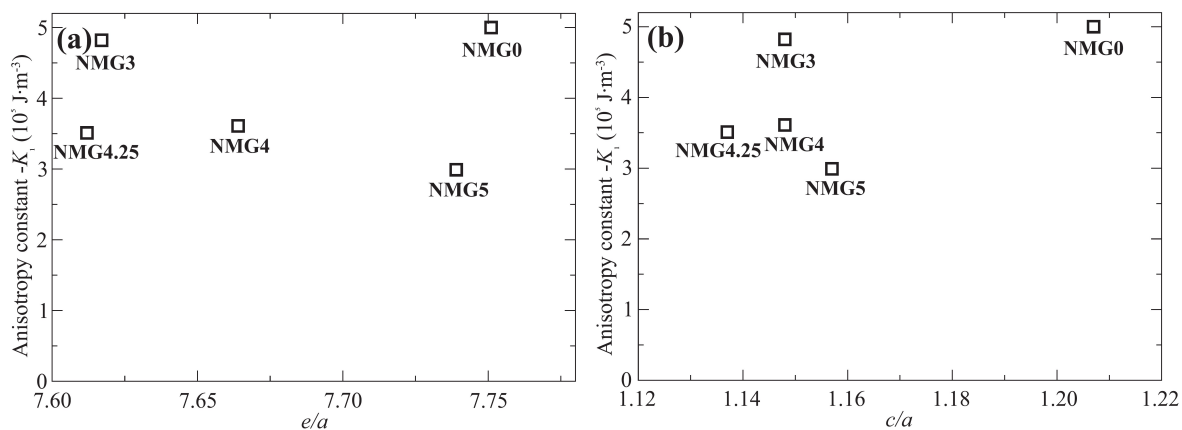 (a)
Anisotropy constant -K₁ (10⁵ J·m⁻³)
5
4
3
2
1
0
NMG3
NMG0
NMG4.25
NMG4
NMG5
7.60
7.65
7.70
7.75
e/a
(b)
Anisotropy constant -K₁ (10⁵ J·m⁻³)
5
4
3
2
1
0
NMG3
NMG0
NMG4.25
NMG4
NMG5
1.12
1.14
1.16
1.18
1.20
1.22
c/a